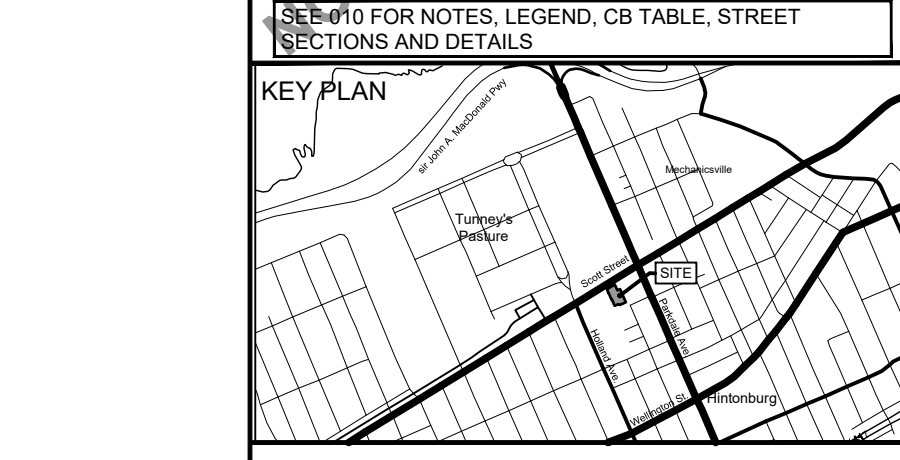 SEE 010 FOR NOTES, LEGEND, CB TABLE, STREET
SECTIONS AND DETAILS
KEY PLAN
sir John A. MacDonald Pwy
Mechanicsville
Tunney's
Pasture
Scott Street
SITE
Parkdale Ave.
Holland Ave.
Wellington St.
Hintonburg